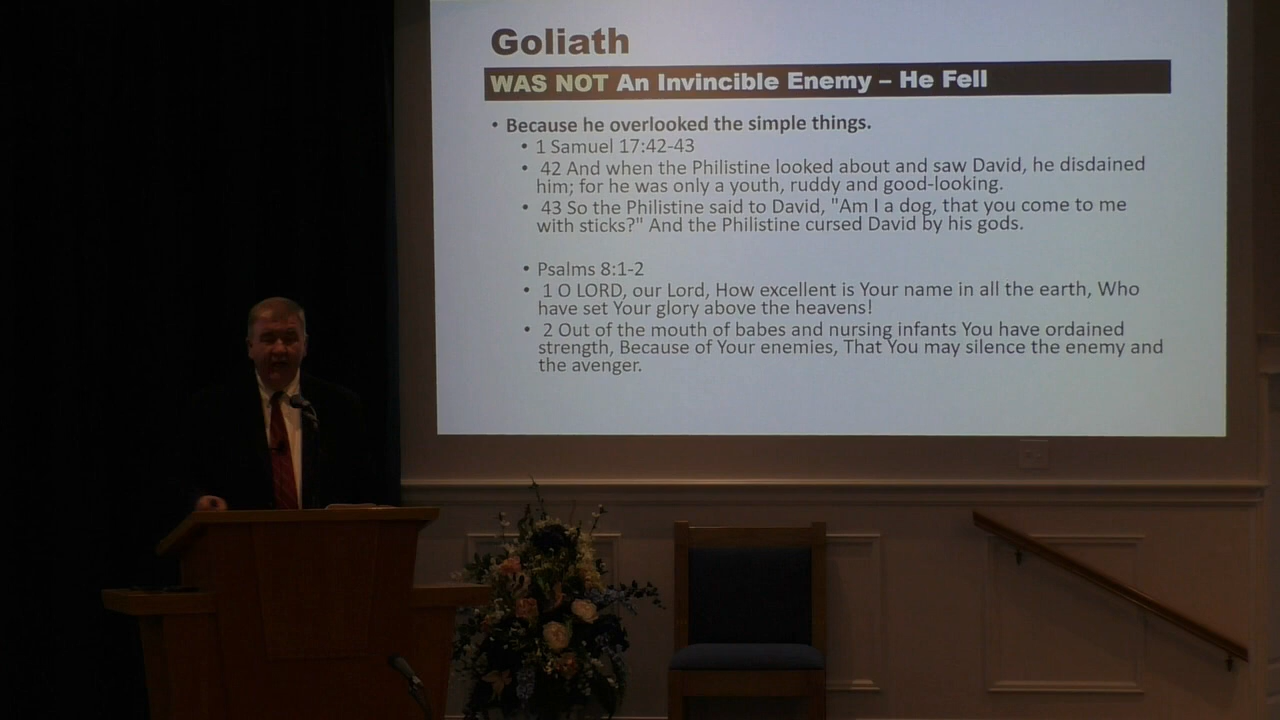 Goliath
WAS NOT An Invincible Enemy – He Fell
• Because he overlooked the simple things.
• 1 Samuel 17:42-43
• 42 And when the Philistine looked about and saw David, he disdained
him; for he was only a youth, ruddy and good-looking.
• 43 So the Philistine said to David, "Am I a dog, that you come to me
with sticks?" And the Philistine cursed David by his gods.
• Psalms 8:1-2
• 1 O LORD, our Lord, How excellent is Your name in all the earth, Who
have set Your glory above the heavens!
• 2 Out of the mouth of babes and nursing infants You have ordained
strength, Because of Your enemies, That You may silence the enemy and
the avenger.